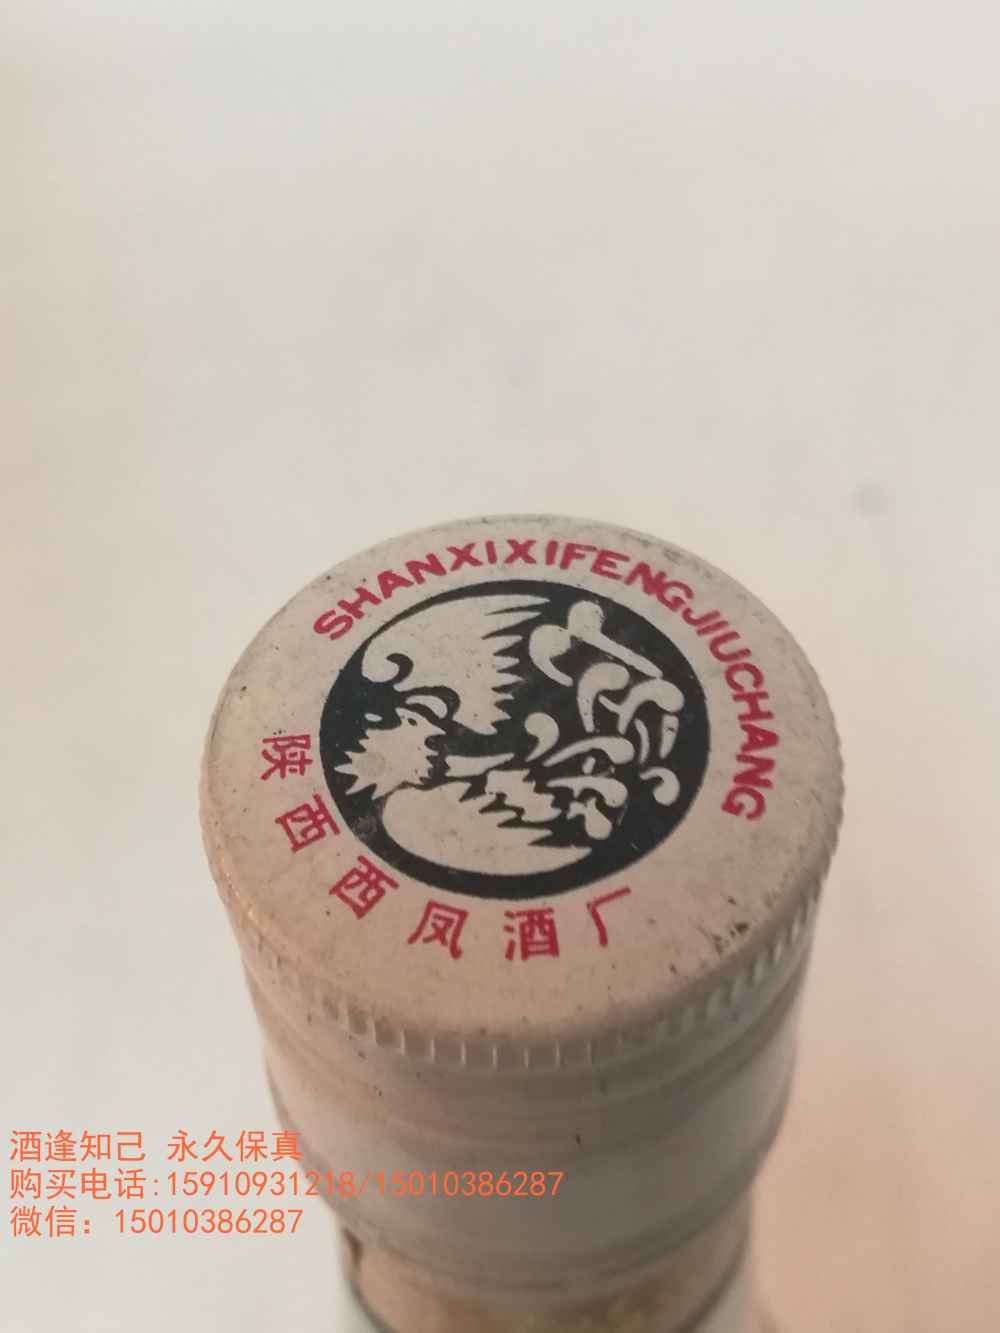 SHANXIXIFENGJIUCHANG
陕西西凤酒厂
酒逢知己 永久保真
购买电话:15910931218/15010386287
微信：15010386287